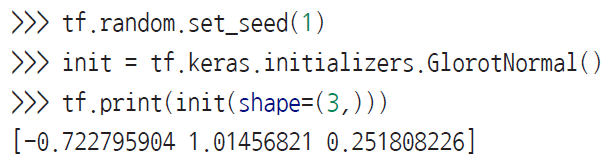 >>> tf.random.set_seed(1)
>>> init = tf.keras.initializers.GlorotNormal()
>>> tf.print(init(shape=(3,)))
[-0.722795904 1.01456821 0.251808226]